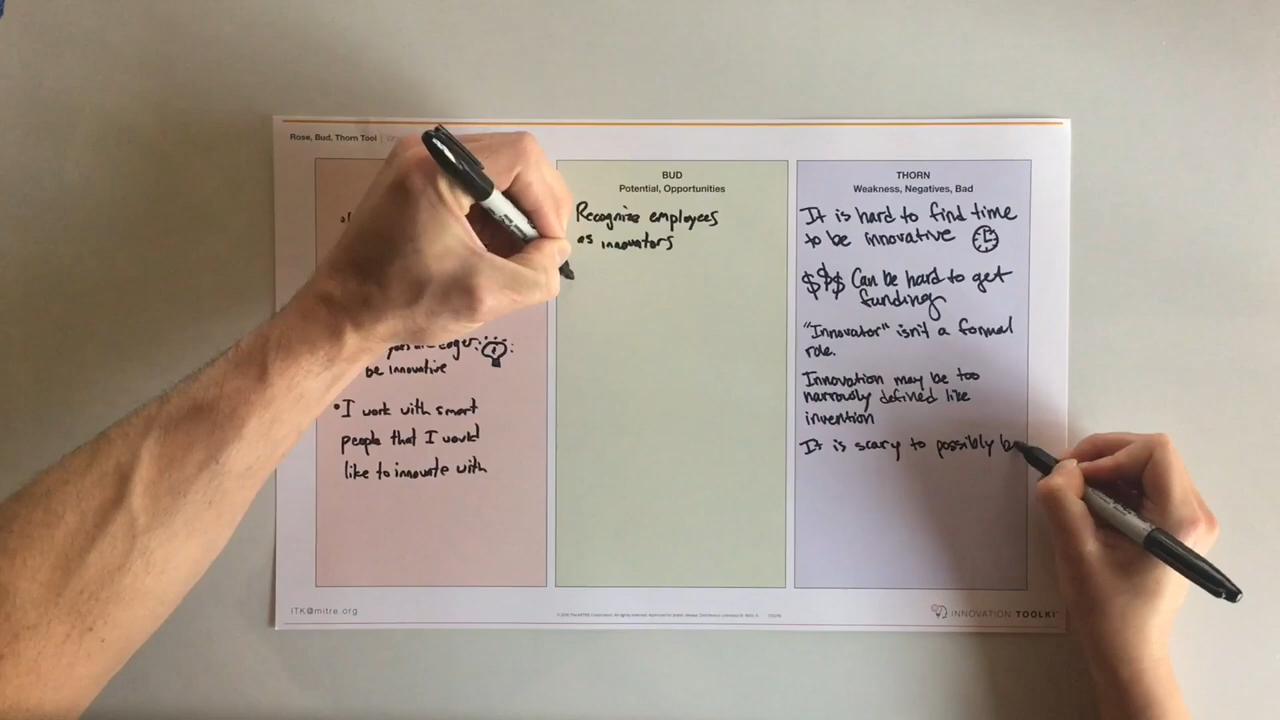 Rose, Bud, Thorn Tool
be innovative
• I work with smart
people that I would
like to innovate with
BUD
Potential, Opportunities
Recognize employees
as innovators
THORN
Weakness, Negatives, Bad
It is hard to find time
to be innovative
$$$ Can be hard to get
funding
"Innovator" isn't a formal
role.
Innovation may be too
narrowly defined like
invention
It is scary to possibly b
ITK@mitre.org
INNOVATION TOOLKI